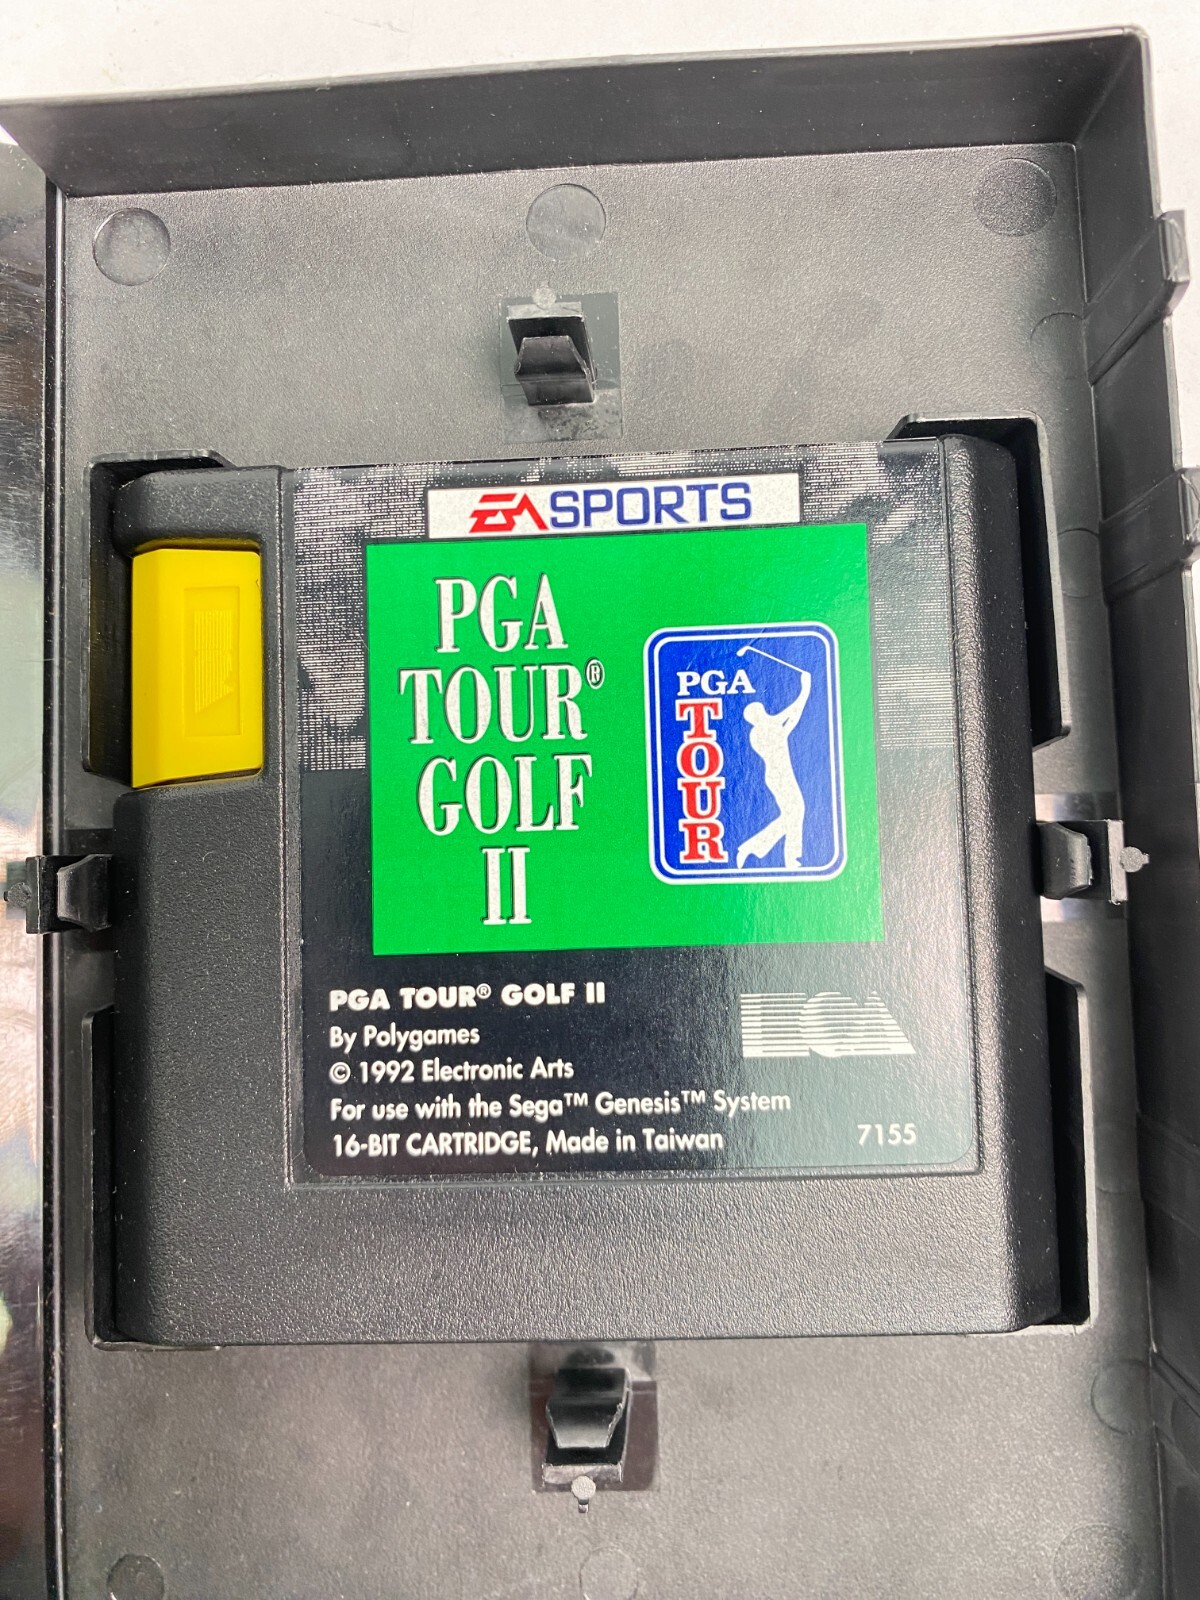 EA SPORTS
PGA
TOUR®
GOLF
II
PGA
TOUR
PGA TOUR® GOLF II
By Polygames
© 1992 Electronic Arts
For use with the Sega™ Genesis™ System
16-BIT CARTRIDGE, Made in Taiwan
7155
EOA